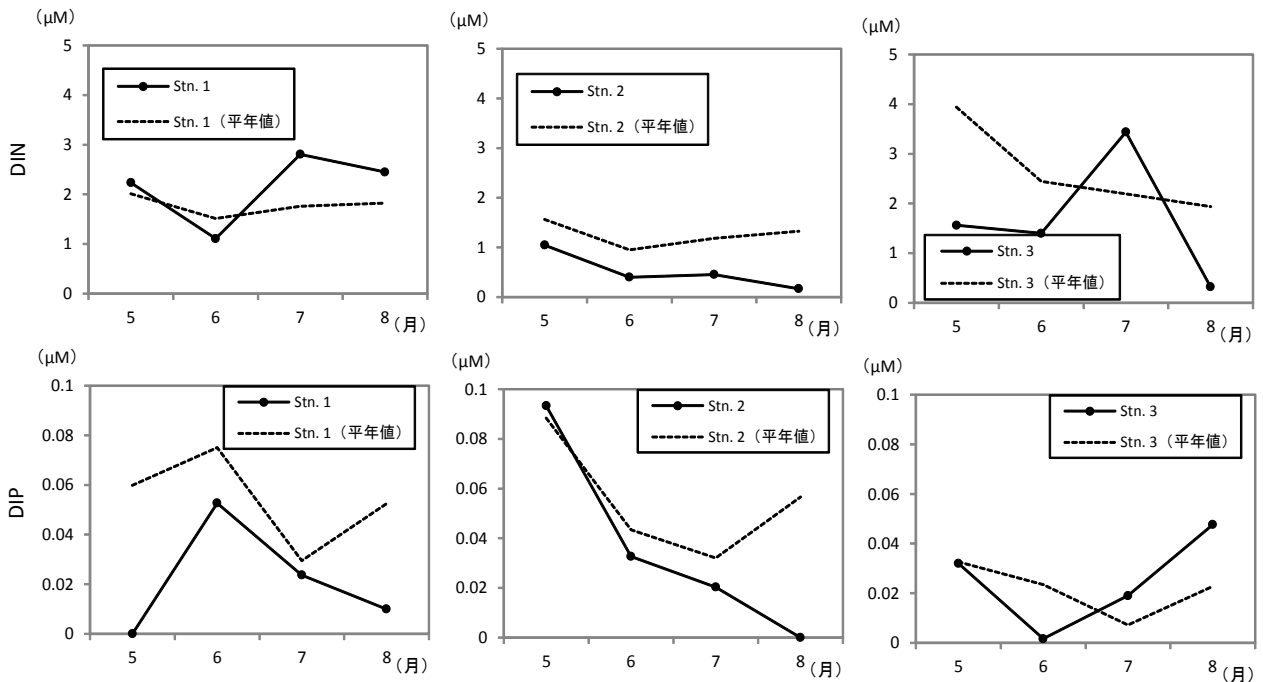 （μM）
DIN
5
4
3
2
1
0
Stn. 1
Stn. 1（平年値）
5 6 7 8（月）
（μM）
5
4
3
2
1
0
Stn. 2
Stn. 2（平年値）
5 6 7 8（月）
（μM）
5
4
3
2
1
0
Stn. 3
Stn. 3（平年値）
5 6 7 8（月）
（μM）
DIP
0.1
0.08
0.06
0.04
0.02
0
Stn. 1
Stn. 1（平年値）
5 6 7 8（月）
（μM）
0.1
0.08
0.06
0.04
0.02
0
Stn. 2
Stn. 2（平年値）
5 6 7 8（月）
（μM）
0.1
0.08
0.06
0.04
0.02
0
Stn. 3
Stn. 3（平年値）
5 6 7 8（月）